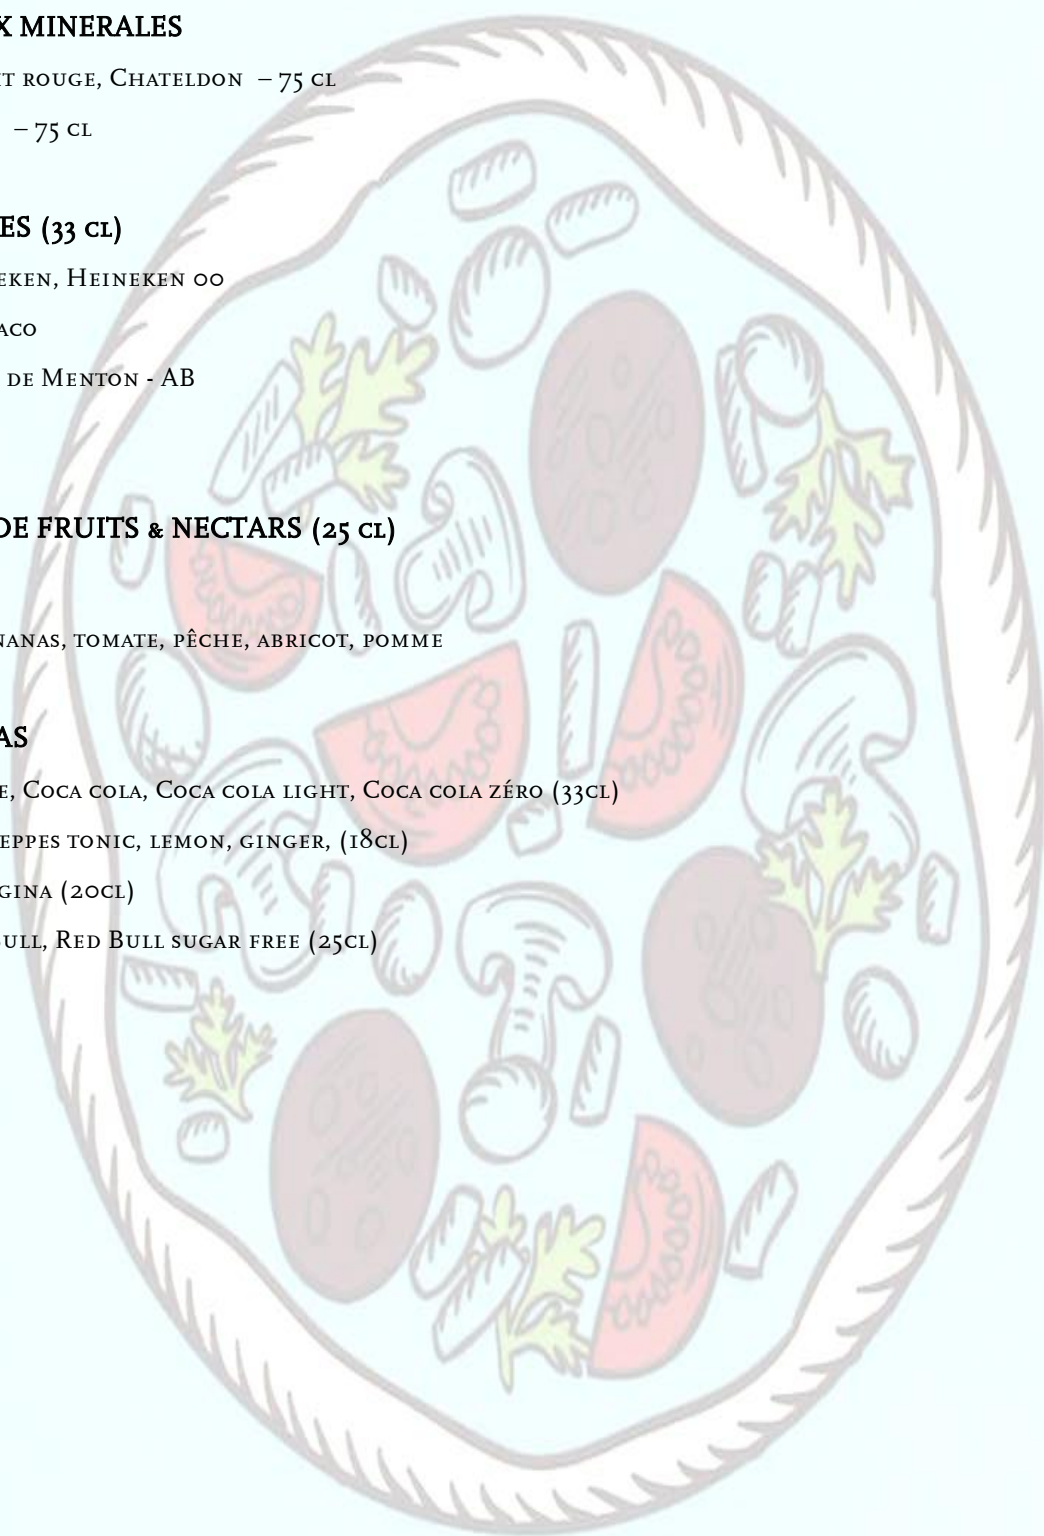 X MINERALES
IT ROUGE, CHATELDON – 75 CL
– 75 CL
ES (33 CL)
EKEN, HEINEKEN 00
ACO
DE MENTON - AB
DE FRUITS & NECTARS (25 CL)
NANAS, TOMATE, PÊCHE, ABRICOT, POMME
AS
E, COCA COLA, COCA COLA LIGHT, COCA COLA ZÉRO (33CL)
EPPES TONIC, LEMON, GINGER, (18CL)
GINA (20CL)
BULL, RED BULL SUGAR FREE (25CL)